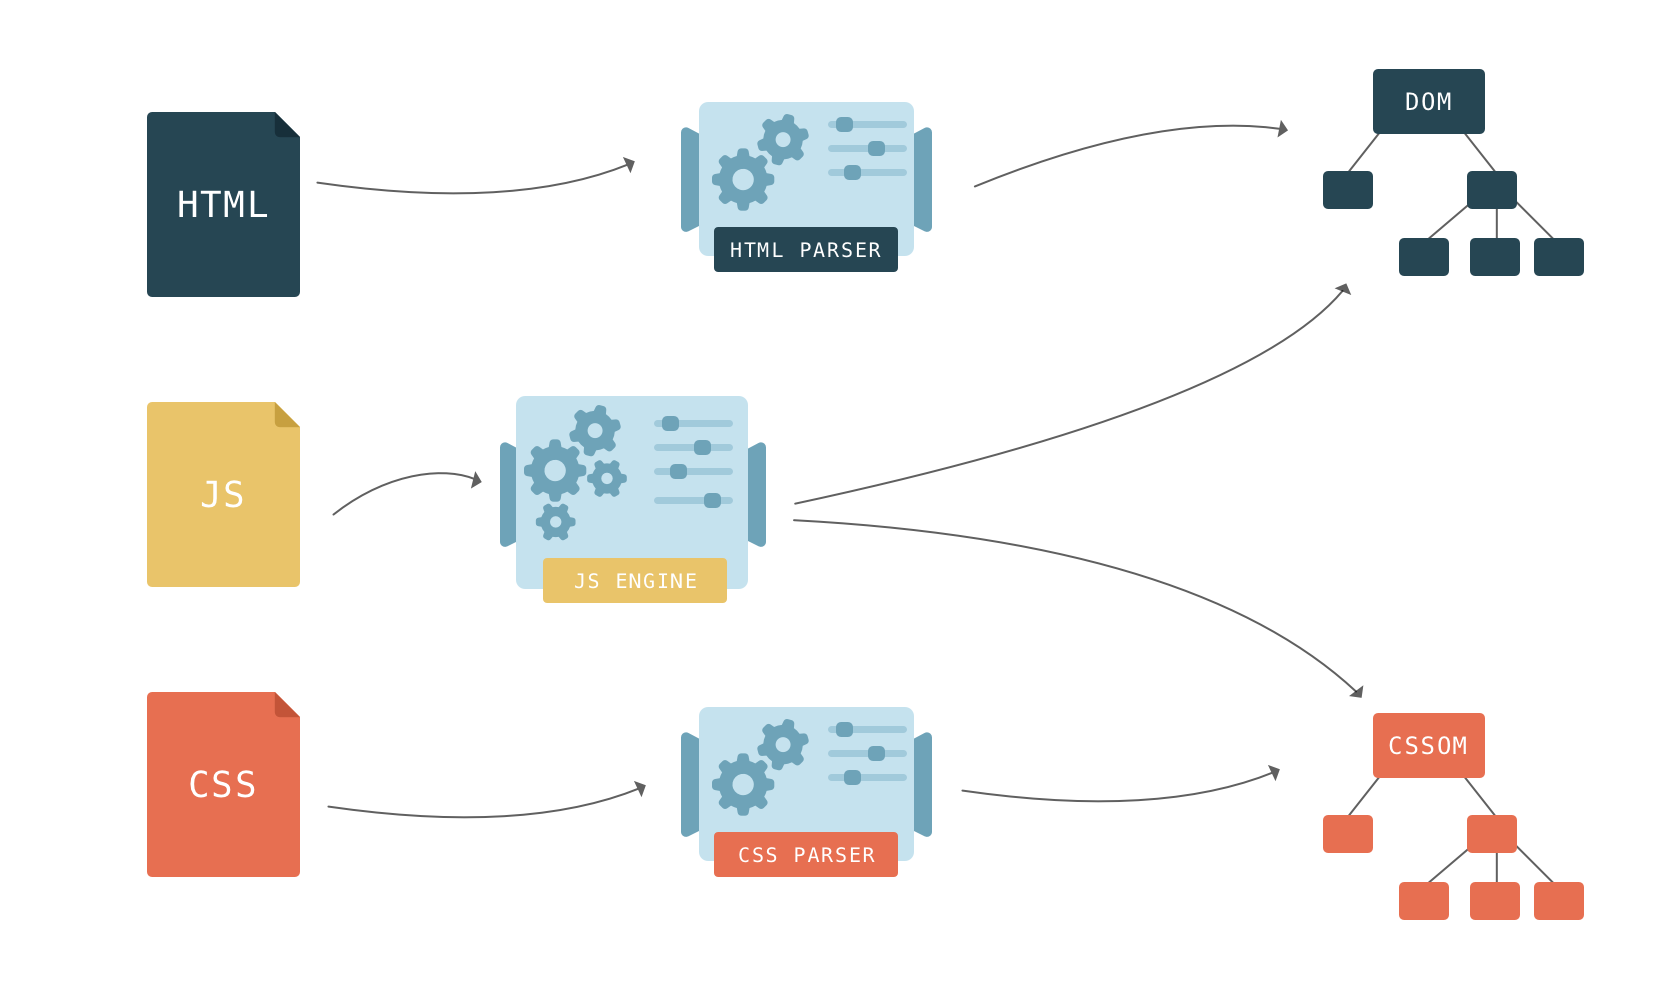 HTML
HTML PARSER
DOM
JS
JS ENGINE
CSS
CSS PARSER
CSSOM